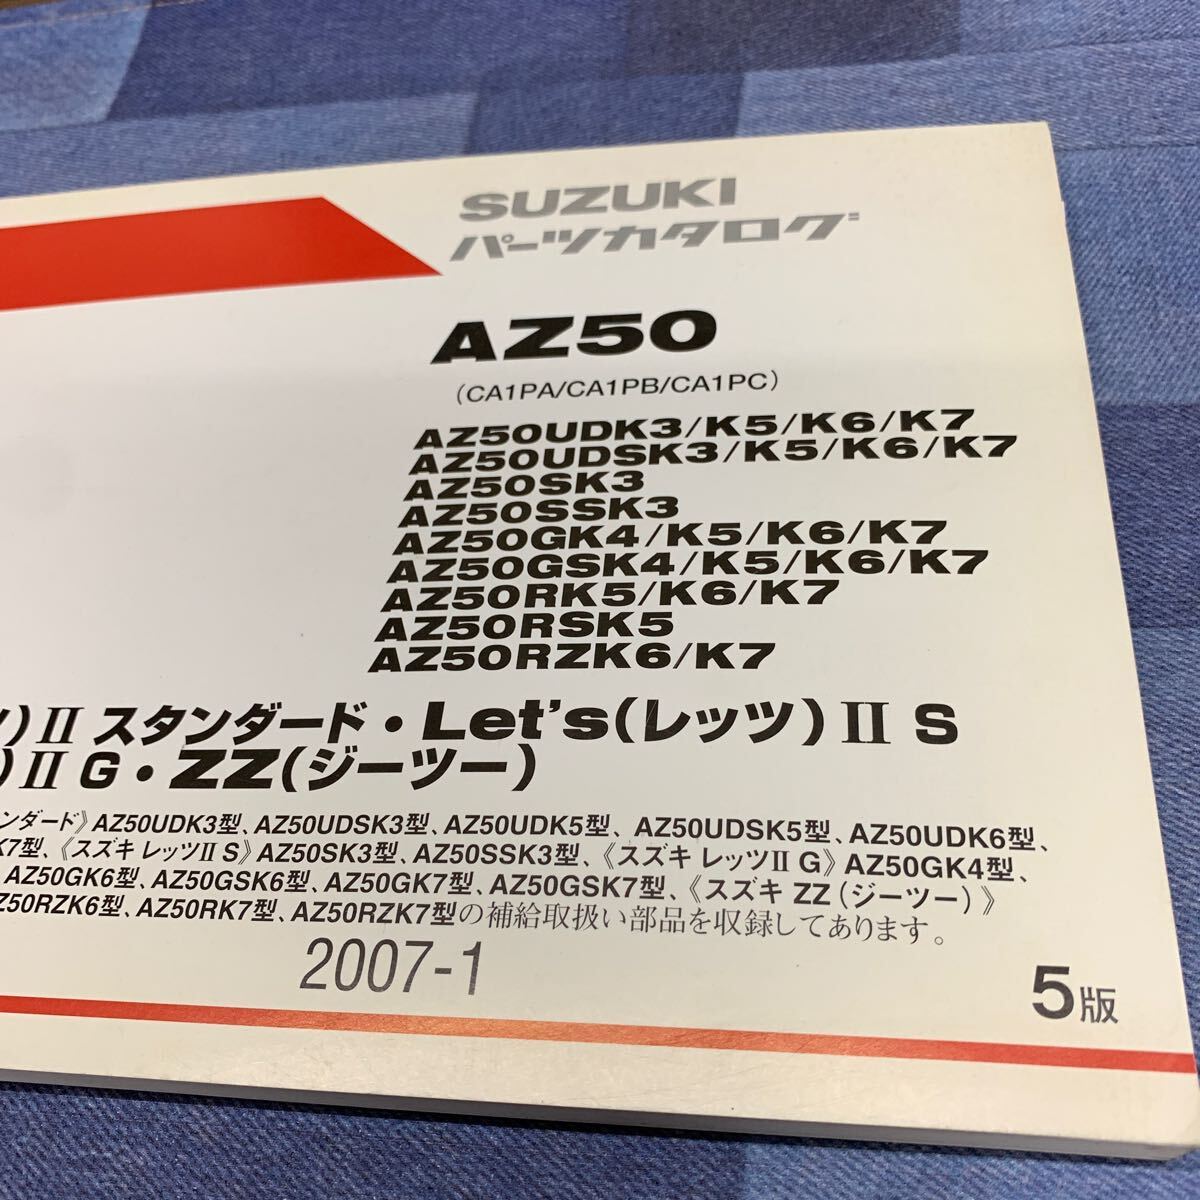 SUZUKI
パーツカタログ
AZ50
(CA1PA/CA1PB/CA1PC)
AZ50UDK3/K5/K6/K7
AZ50UDSK3/K5/K6/K7
AZ50SK3
AZ50SSK3
AZ50GK4/K5/K6/K7
AZ50GSK4/K5/K6/K7
AZ50RK5/K6/K7
AZ50RSK5
AZ50RZK6/K7
)II スタンダード・Let's(レッツ)II S
)II G・ZZ(ジーツー)
ンダード》AZ50UDK3型、AZ50UDSK3型、AZ50UDK5型、AZ50UDSK5型、AZ50UDK6型、
K7型、《スズキ レッツII S》AZ50SK3型、AZ50SSK3型、《スズキ レッツII G》AZ50GK4型、
AZ50GK6型、AZ50GSK6型、AZ50GK7型、AZ50GSK7型、《スズキ ZZ(ジーツー)》
Z50RZK6型、AZ50RK7型、AZ50RZK7型の補給取扱い部品を収録してあります。
2007-1
5版